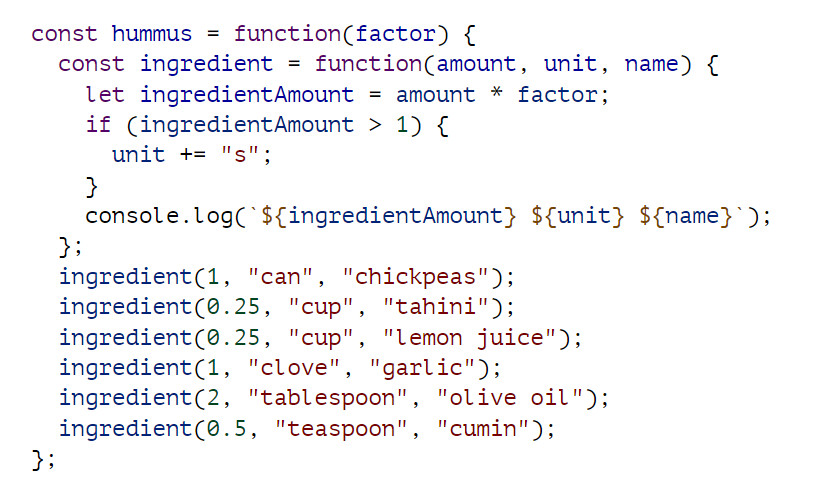 const hummus = function(factor) {
  const ingredient = function(amount, unit, name) {
    let ingredientAmount = amount * factor;
    if (ingredientAmount > 1) {
      unit += "s";
    }
    console.log(`${ingredientAmount} ${unit} ${name}`);
  };
  ingredient(1, "can", "chickpeas");
  ingredient(0.25, "cup", "tahini");
  ingredient(0.25, "cup", "lemon juice");
  ingredient(1, "clove", "garlic");
  ingredient(2, "tablespoon", "olive oil");
  ingredient(0.5, "teaspoon", "cumin");
};